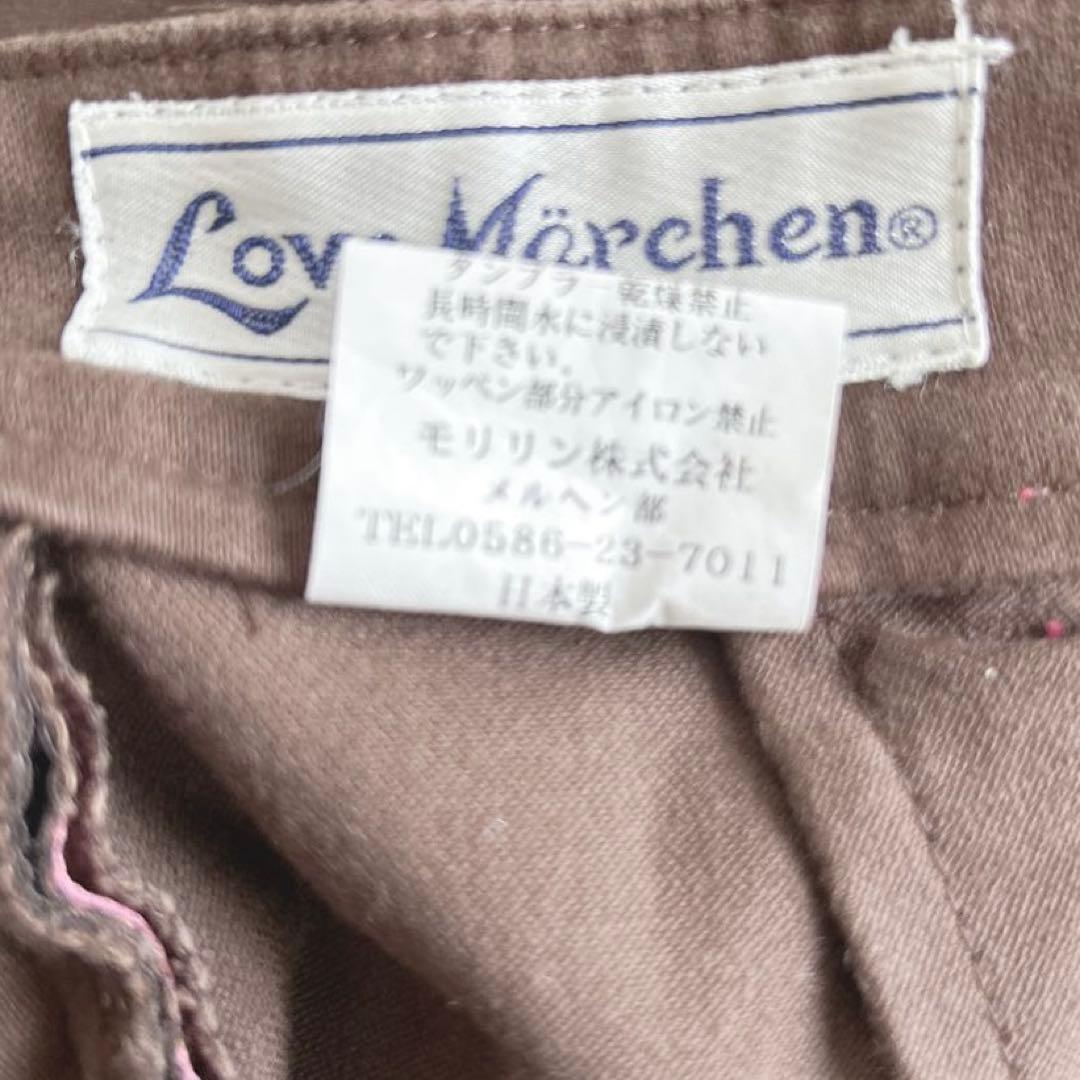 Love Märchen®
タンブラー乾燥禁止
長時間水に浸漬しない
で下さい。
ワッペン部分アイロン禁止
モリリン株式会社
メルヘン部
TEL0586-23-7011
日本製